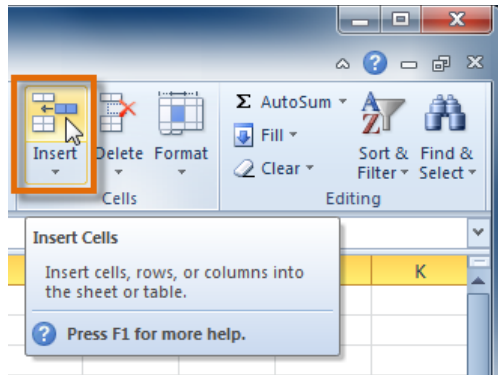 Σ AutoSum
Insert Delete Format
Fill
Clear
Sort & Filter
Find & Select
Cells
Editing
Insert Cells
Insert cells, rows, or columns into
the sheet or table.
Press F1 for more help.
K